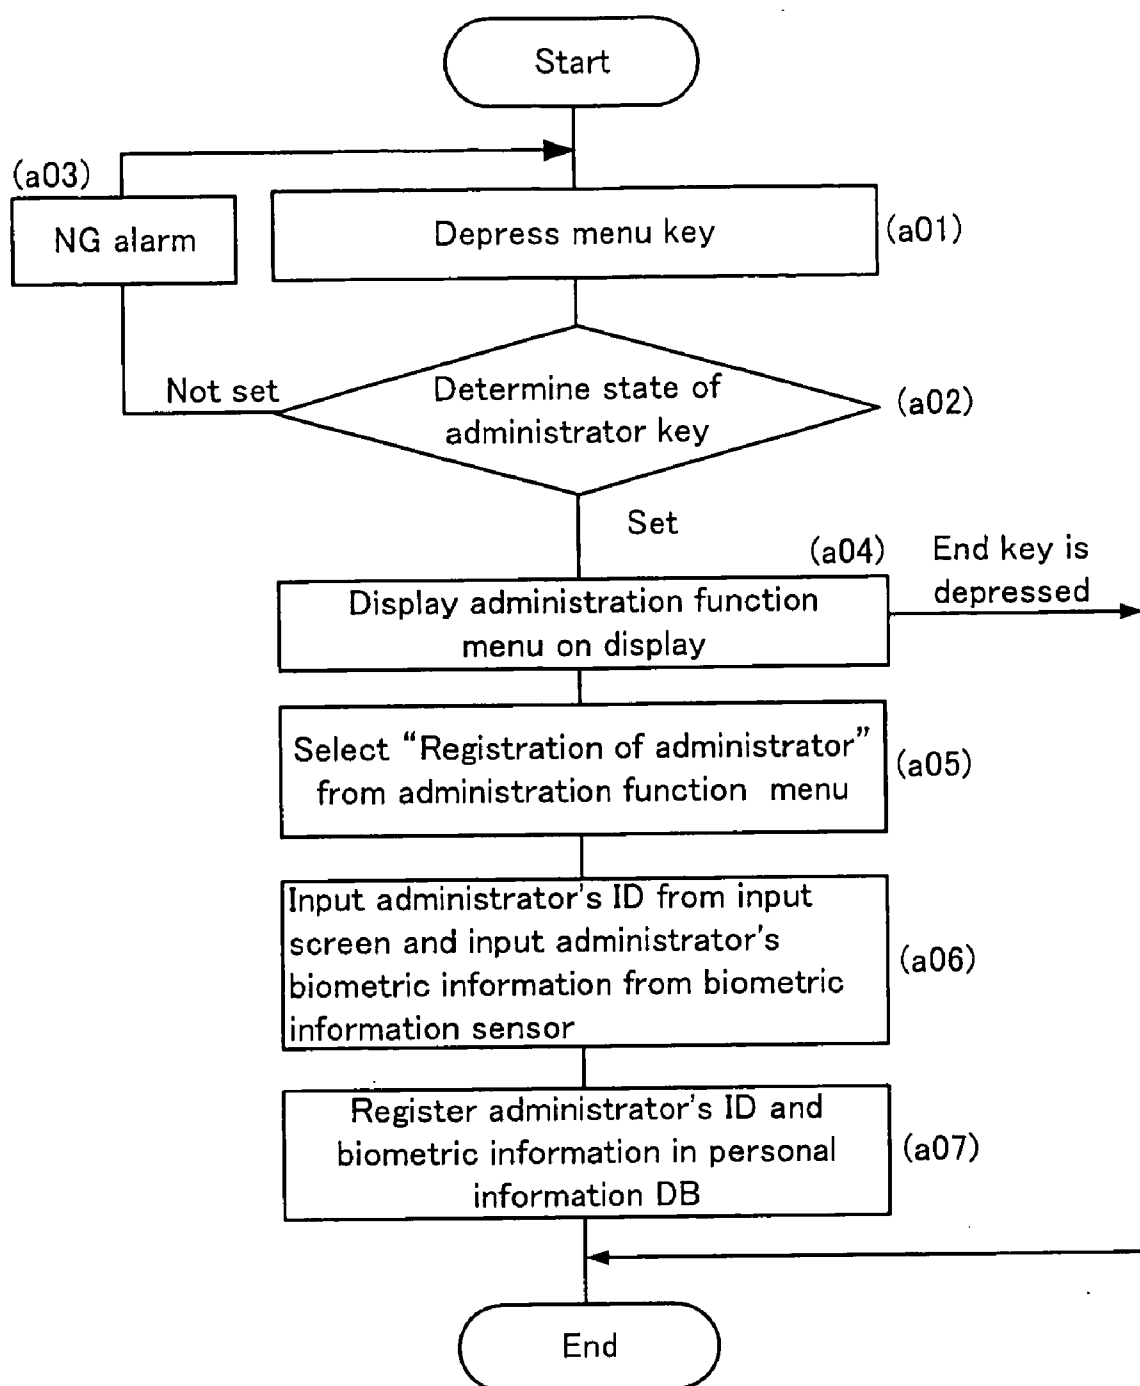 Start
(a03)
NG alarm
Depress menu key
(a01)
Not set
Determine state of
administrator key
(a02)
Set
(a04)
End key is
depressed
Display administration function
menu on display
Select “Registration of administrator”
from administration function menu
(a05)
Input administrator's ID from input
screen and input administrator's
biometric information from biometric
information sensor
(a06)
Register administrator's ID and
biometric information in personal
information DB
(a07)
End